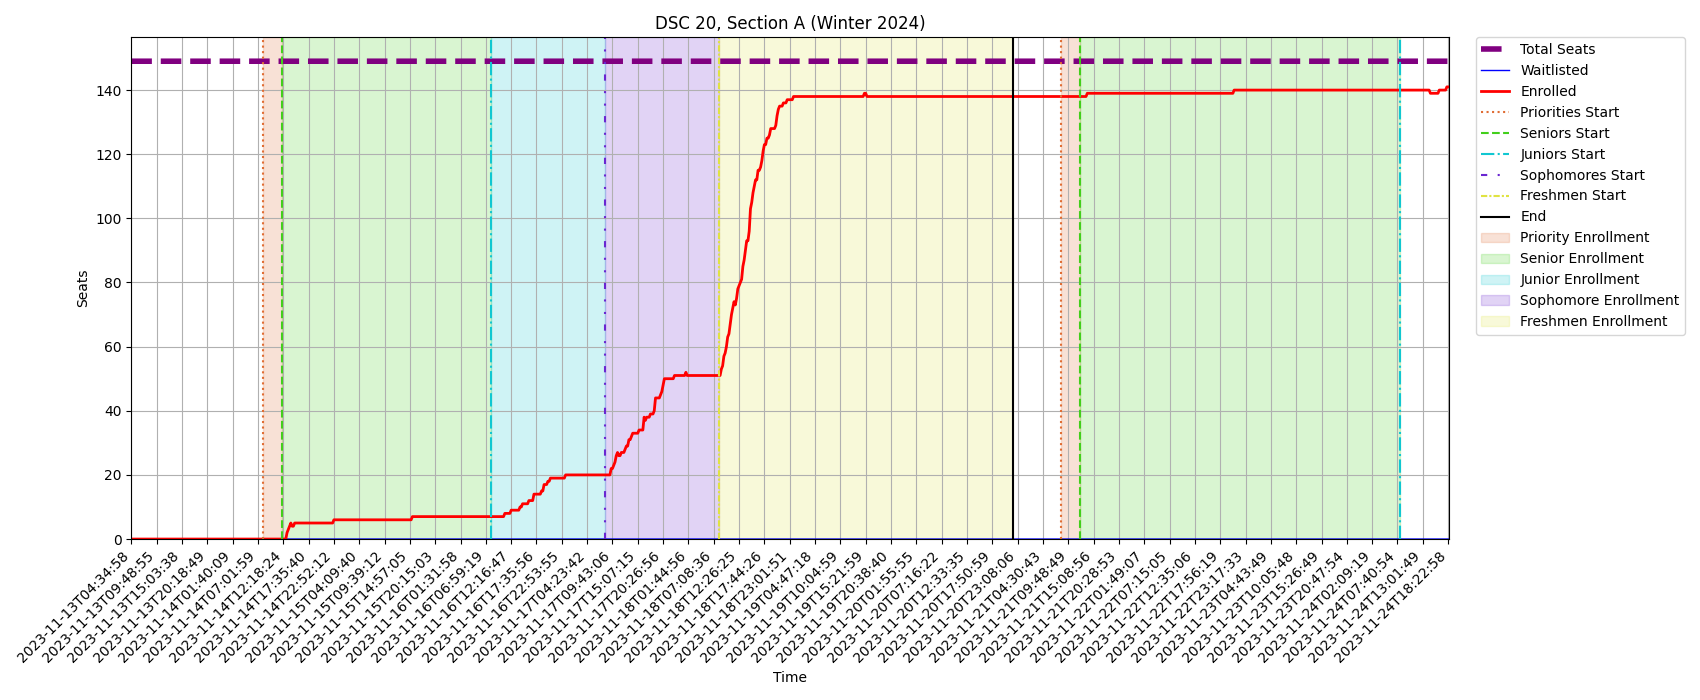 DSC 20, Section A (Winter 2024)
Seats
140
120
100
80
60
40
20
0
2023-11-13T04:34:58
2023-11-13T09:48:55
2023-11-13T15:03:38
2023-11-13T20:18:49
2023-11-14T01:40:09
2023-11-14T07:01:59
2023-11-14T12:18:24
2023-11-14T17:35:40
2023-11-14T22:52:12
2023-11-15T04:09:40
2023-11-15T09:39:12
2023-11-15T14:57:05
2023-11-15T20:15:03
2023-11-16T01:31:58
2023-11-16T06:59:19
2023-11-16T12:16:47
2023-11-16T17:35:56
2023-11-16T22:53:55
2023-11-17T04:23:42
2023-11-17T09:43:06
2023-11-17T15:07:15
2023-11-17T20:26:56
2023-11-18T01:44:56
2023-11-18T07:08:36
2023-11-18T12:26:25
2023-11-18T17:44:26
2023-11-18T23:01:51
2023-11-19T04:47:18
2023-11-19T10:04:59
2023-11-19T15:21:59
2023-11-19T20:38:40
2023-11-20T01:55:55
2023-11-20T07:16:22
2023-11-20T12:33:35
2023-11-20T17:50:59
2023-11-20T23:08:06
2023-11-21T04:30:43
2023-11-21T09:48:49
2023-11-21T15:08:56
2023-11-21T20:28:53
2023-11-22T01:49:07
2023-11-22T07:15:05
2023-11-22T12:35:06
2023-11-22T17:56:19
2023-11-22T23:17:33
2023-11-23T04:43:49
2023-11-23T10:05:48
2023-11-23T15:26:49
2023-11-23T20:47:54
2023-11-24T02:09:19
2023-11-24T07:40:54
2023-11-24T13:01:49
2023-11-24T18:22:58
Time
Total Seats
Waitlisted
Enrolled
Priorities Start
Seniors Start
Juniors Start
Sophomores Start
Freshmen Start
End
Priority Enrollment
Senior Enrollment
Junior Enrollment
Sophomore Enrollment
Freshmen Enrollment